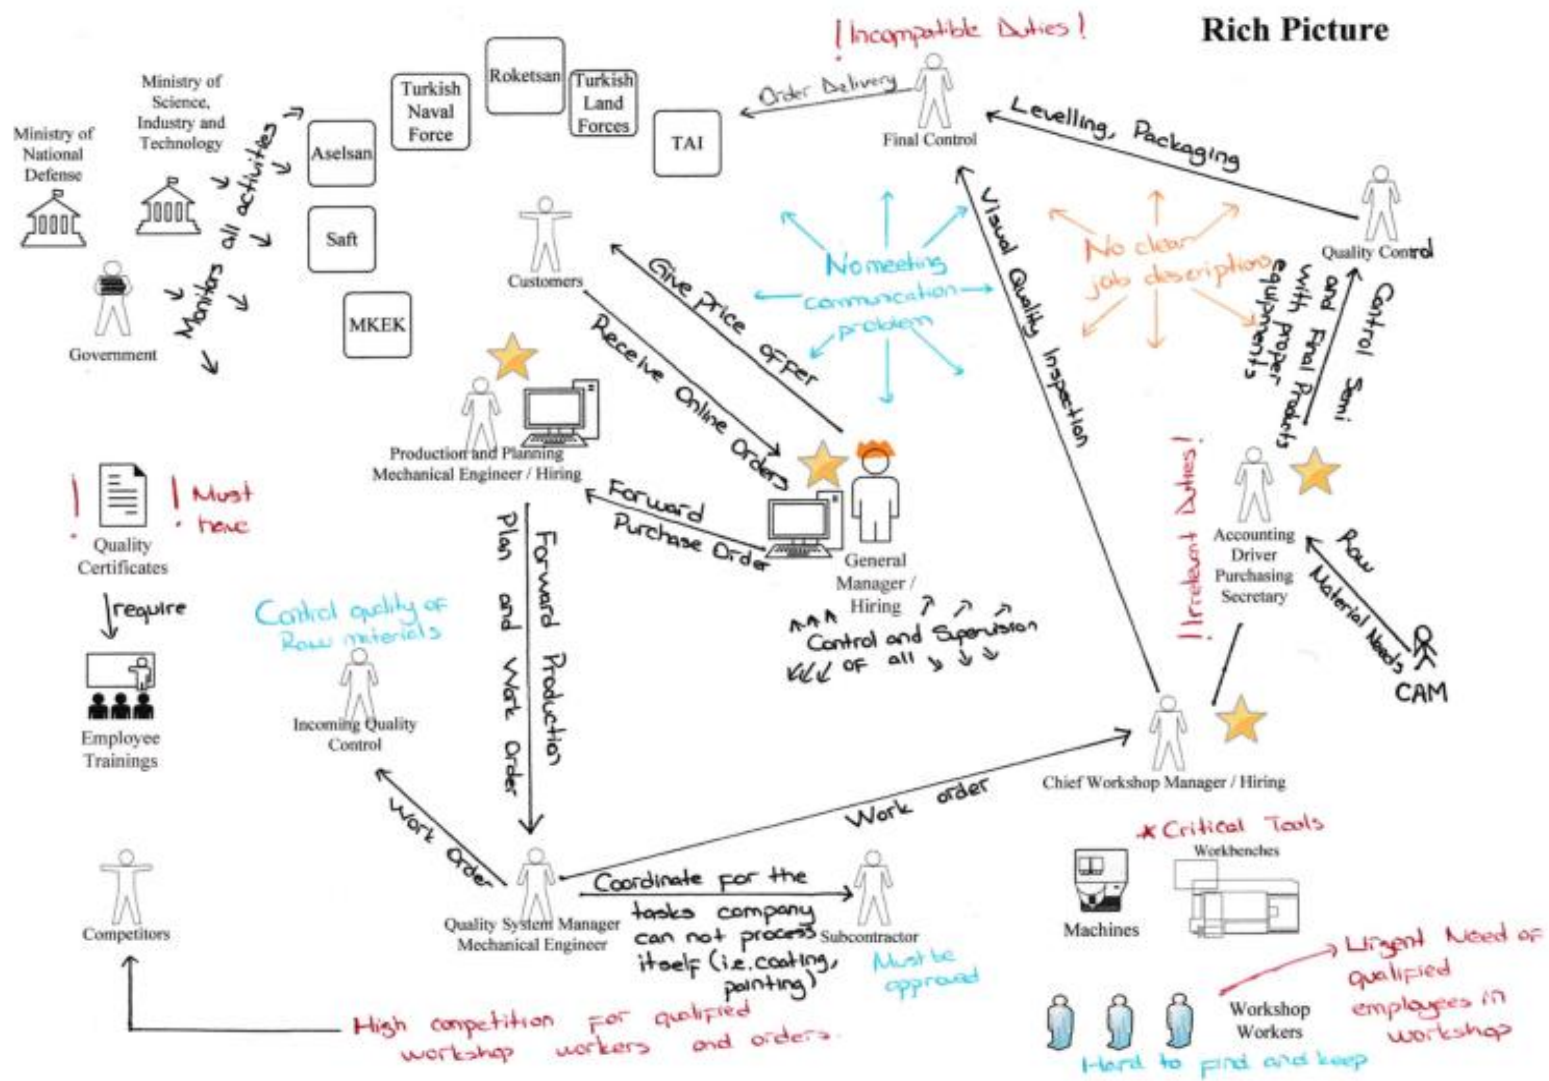 Rich Picture
! Incompatible Duties !
Ministry of
National
Defense
Ministry of
Science,
Industry and
Technology
Government
Monitors all activities
Aselsan
Turkish
Naval
Force
Roketsan
Turkish
Land
Forces
TAI
Saft
MKEK
Order Delivery
Final Control
Levelling, Packaging
Quality Control
Customers
Give price offer
Receive Online Orders
No meeting
communication
problem
No clear
job descriptions
Visual Quality Inspection
Control Semi
and Final Products
with proper
equipments
Production and Planning
Mechanical Engineer / Hiring
Forward
Purchase Order
General
Manager /
Hiring
Control and Supervision
of all
! Irrelevant Duties !
Accounting
Driver
Purchasing
Secretary
Raw
Material Needs
CAM
! ! Must
have
Quality
Certificates
require
Employee
Trainings
Control quality of
Raw materials
Incoming Quality
Control
Forward Production
Plan and Work Order
Work Order
Work order
Chief Workshop Manager / Hiring
Quality System Manager
Mechanical Engineer
Coordinate for the
tasks company
can not process
itself (i.e. coating,
painting)
Subcontractor
Must be
approved
* Critical Tools
Workbenches
Machines
Competitors
High competition for qualified
workshop workers and orders.
Workshop
Workers
Urgent Need of
qualified
employees in
workshop
Hard to find and keep